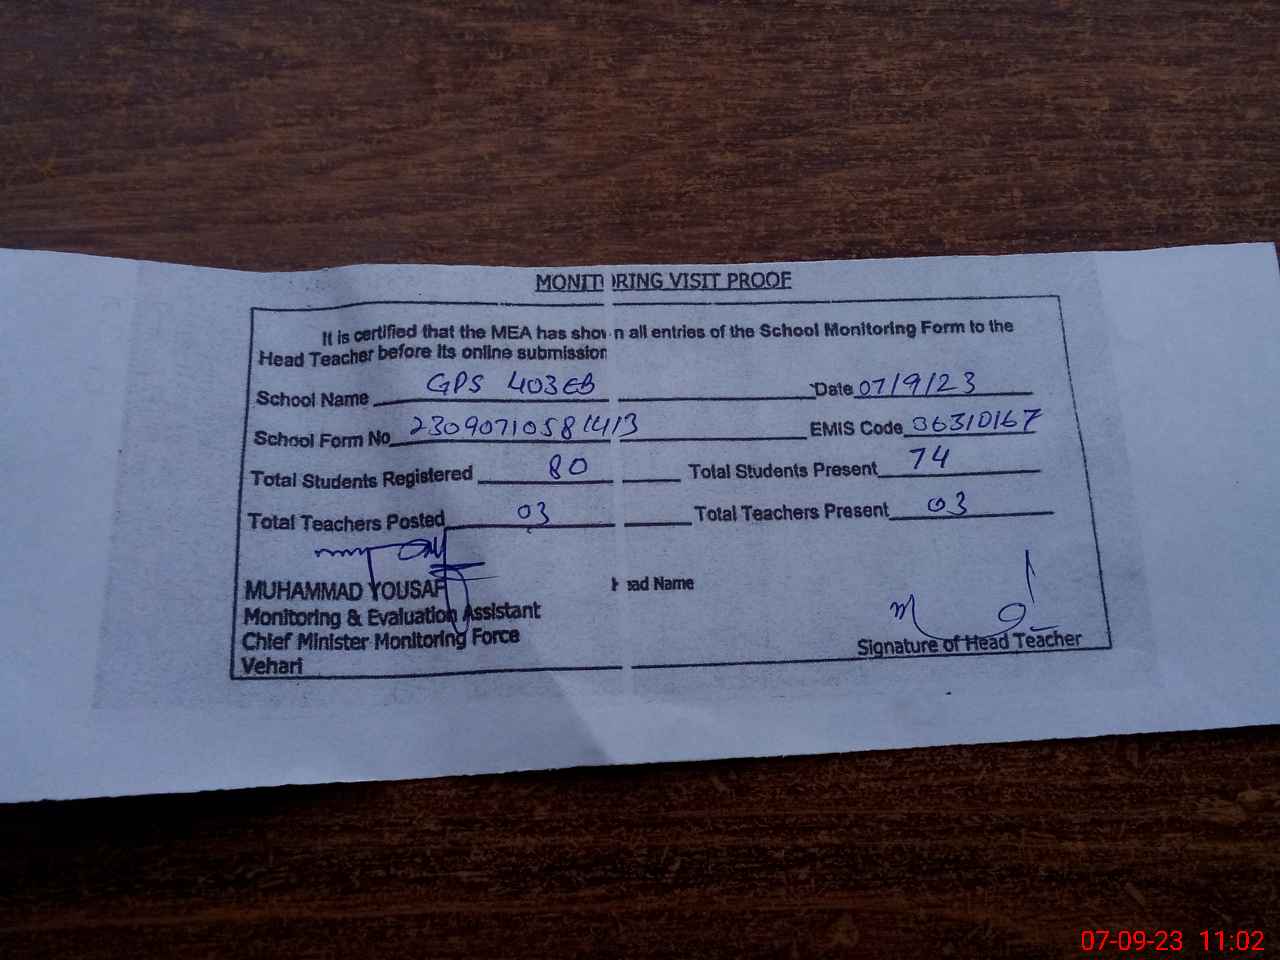 MONITORING VISIT PROOF
It is certified that the MEA has shown all entries of the School Monitoring Form to the
Head Teacher before its online submission
School Name GPS 403EB Date 07/9/23
School Form No 23090710581413 EMIS Code 36310167
Total Students Registered 80 Total Students Present 74
Total Teachers Posted 03 Total Teachers Present 03
MUHAMMAD YOUSAF Head Name
Monitoring & Evaluation Assistant
Chief Minister Monitoring Force
Signature of Head Teacher
Vehari
07-09-23 11:02